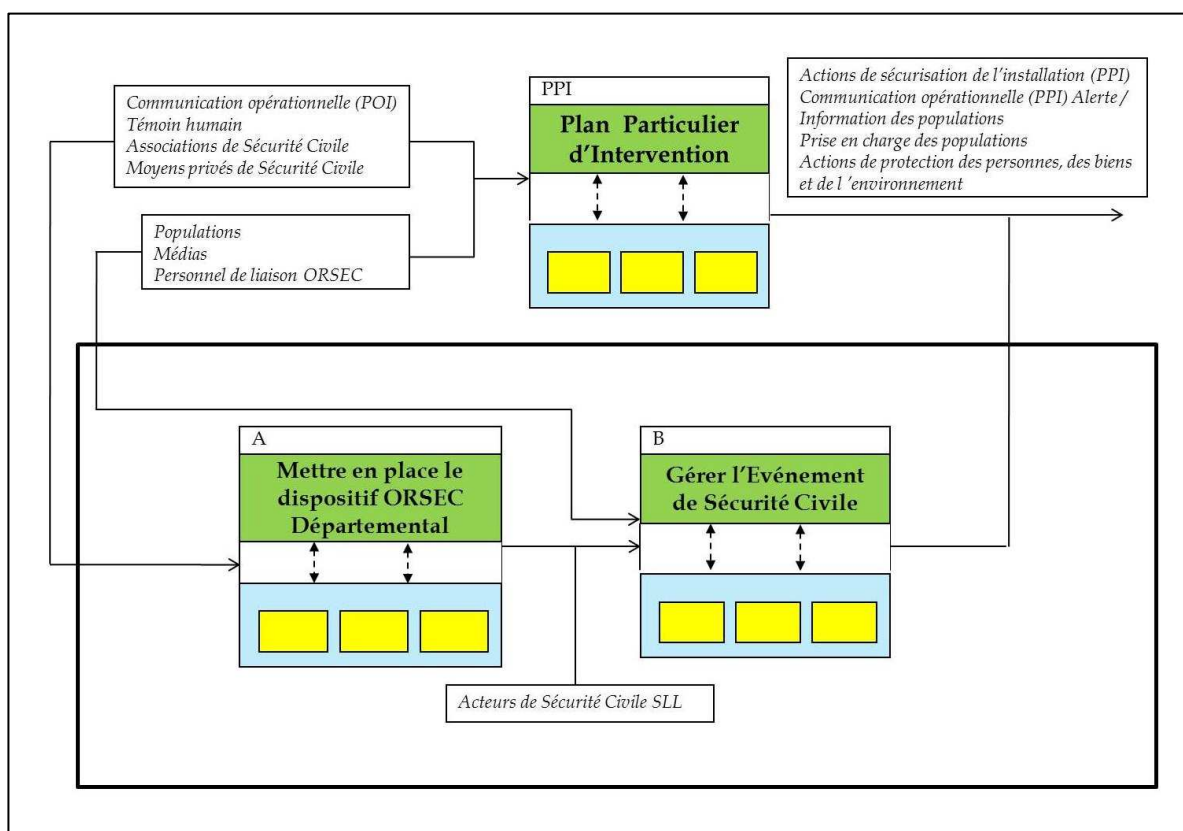 Communication opérationnelle (POI)
Témoin humain
Associations de Sécurité Civile
Moyens privés de Sécurité Civile
Populations
Médias
Personnel de liaison ORSEC
PPI
Plan Particulier
d'Intervention
Actions de sécurisation de l'installation (PPI)
Communication opérationnelle (PPI) Alerte /
Information des populations
Prise en charge des populations
Actions de protection des personnes, des biens
et de l 'environnement
A
Mettre en place le
dispositif ORSEC
Départemental
B
Gérer l'Evénement
de Sécurité Civile
Acteurs de Sécurité Civile SLL